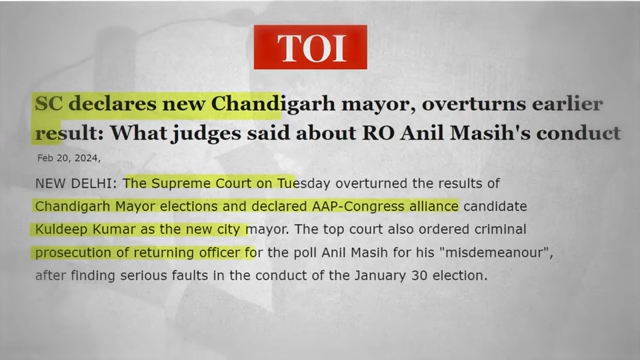 TOI
SC declares new Chandigarh mayor, overturns earlier
result: What judges said about RO Anil Masih's conduct
Feb 20, 2024,
NEW DELHI: The Supreme Court on Tuesday overturned the results of
Chandigarh Mayor elections and declared AAP-Congress alliance candidate
Kuldeep Kumar as the new city mayor. The top court also ordered criminal
prosecution of returning officer for the poll Anil Masih for his "misdemeanour",
after finding serious faults in the conduct of the January 30 election.